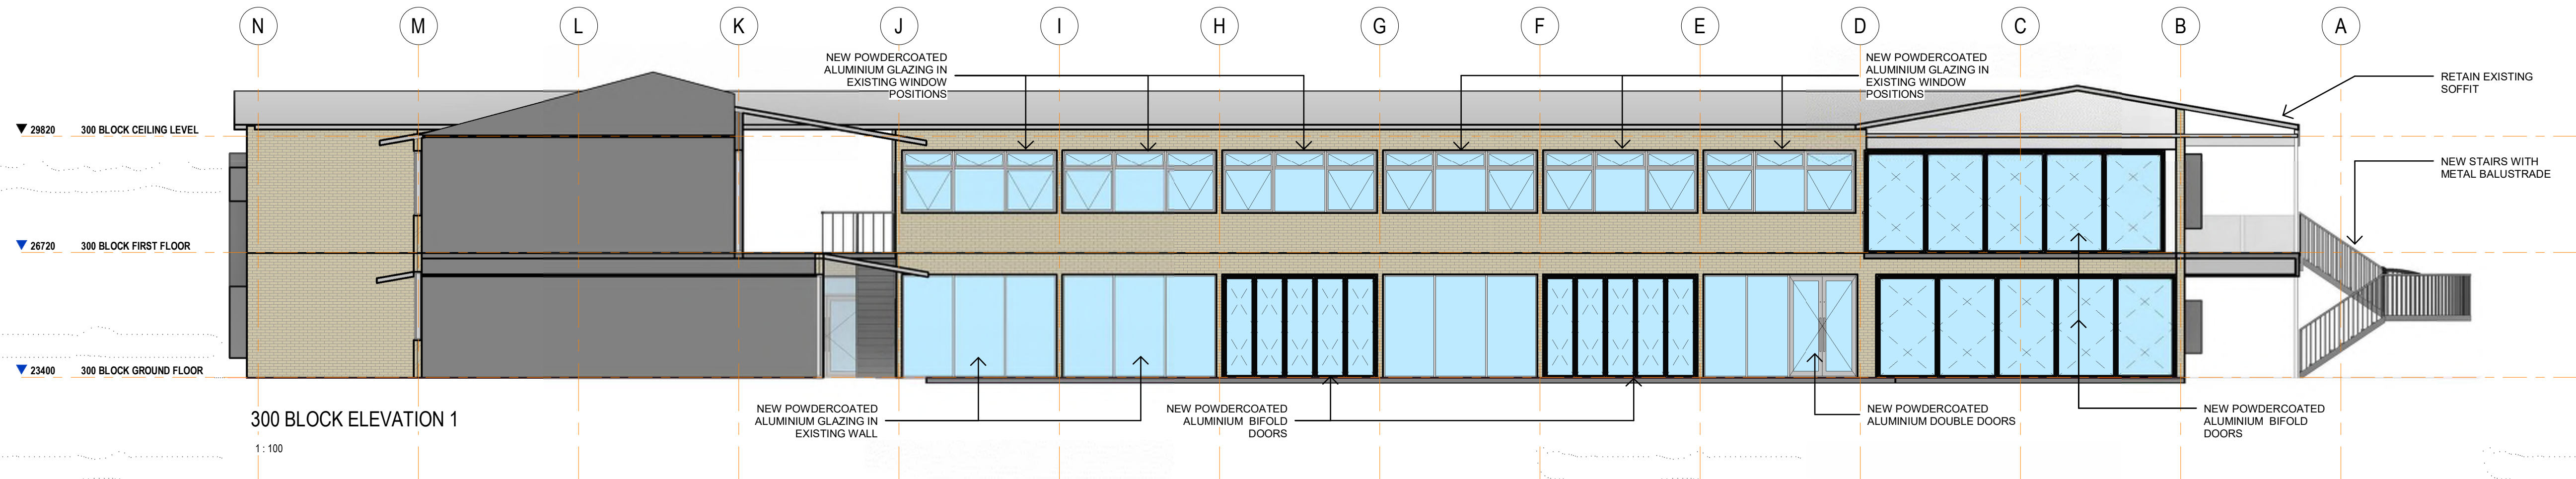 N M L K J I H G F E D C B A
NEW POWDERCOATED
ALUMINIUM GLAZING IN
EXISTING WINDOW
POSITIONS
NEW POWDERCOATED
ALUMINIUM GLAZING IN
EXISTING WINDOW
POSITIONS
RETAIN EXISTING
SOFFIT
29820 300 BLOCK CEILING LEVEL
NEW STAIRS WITH
METAL BALUSTRADE
26720 300 BLOCK FIRST FLOOR
23400 300 BLOCK GROUND FLOOR
300 BLOCK ELEVATION 1
1 : 100
NEW POWDERCOATED
ALUMINIUM GLAZING IN
EXISTING WALL
NEW POWDERCOATED
ALUMINIUM BIFOLD
DOORS
NEW POWDERCOATED
ALUMINIUM DOUBLE DOORS
NEW POWDERCOATED
ALUMINIUM BIFOLD
DOORS